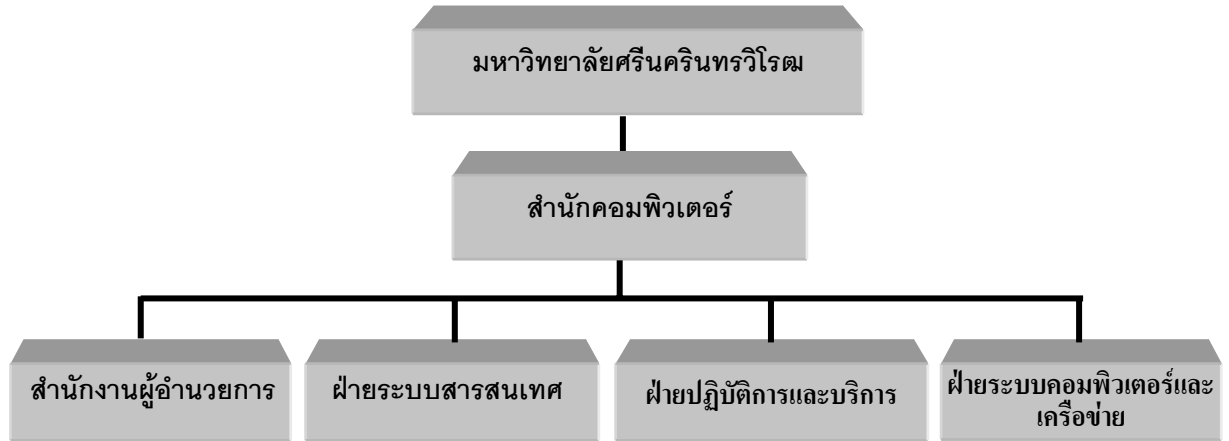 มหาวิทยาลัยศรีนครินทรวิโรฒ
สำนักคอมพิวเตอร์
สำนักงานผู้อำนวยการ
ฝ่ายระบบสารสนเทศ
ฝ่ายปฏิบัติการและบริการ
ฝ่ายระบบคอมพิวเตอร์และ
เครือข่าย